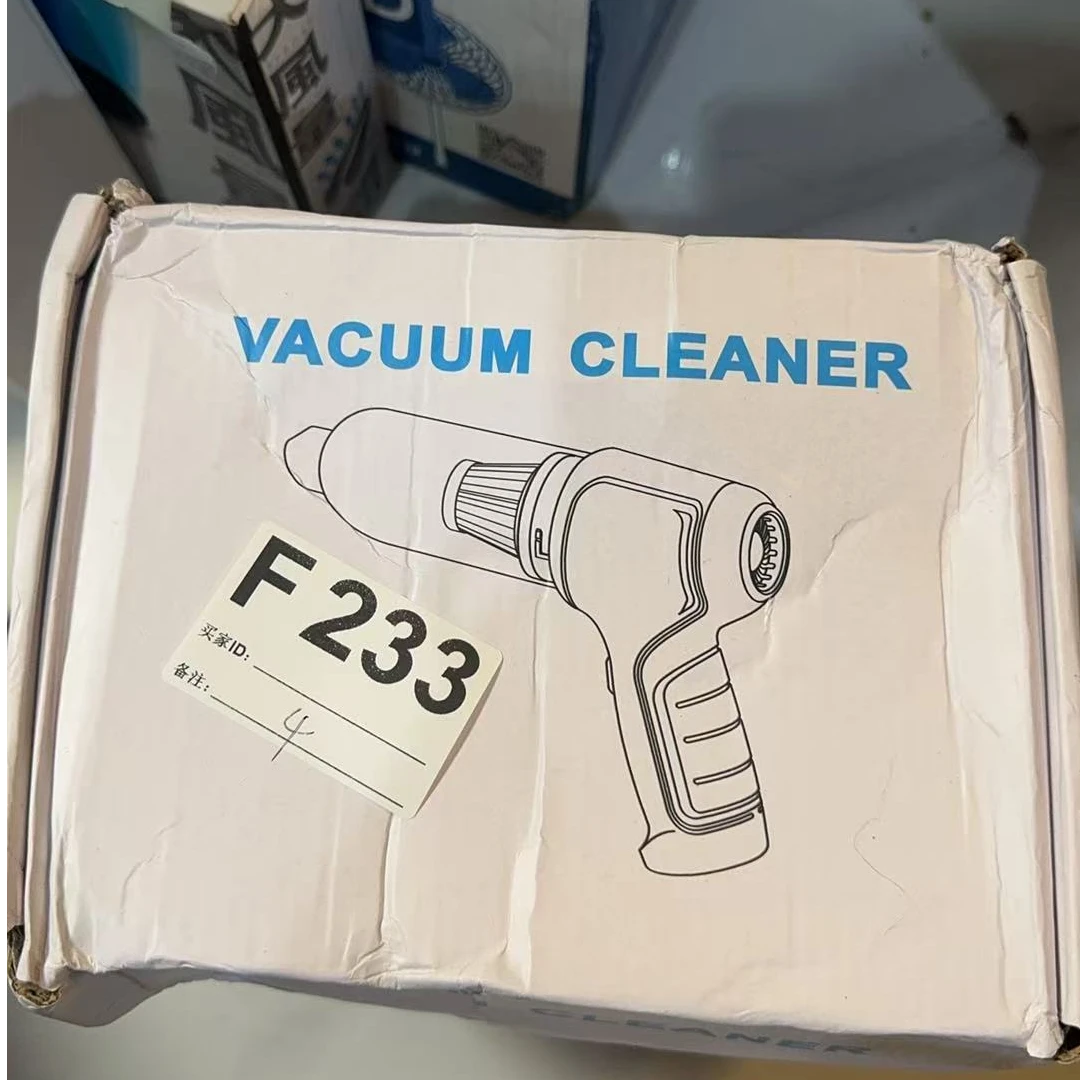 VACUUM CLEANER
F 233
买家ID:
备注:
4
CLEANER